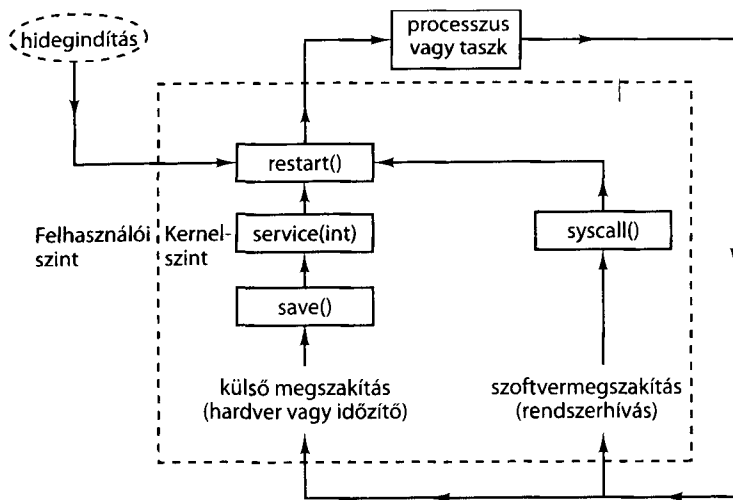 hidegindítás
processzus
vagy taszk
restart()
Felhasználói
szint
Kernel-
szint
service(int)
syscall()
save()
külső megszakítás
(hardver vagy időzítő)
szoftvermegszakítás
(rendszerhívás)